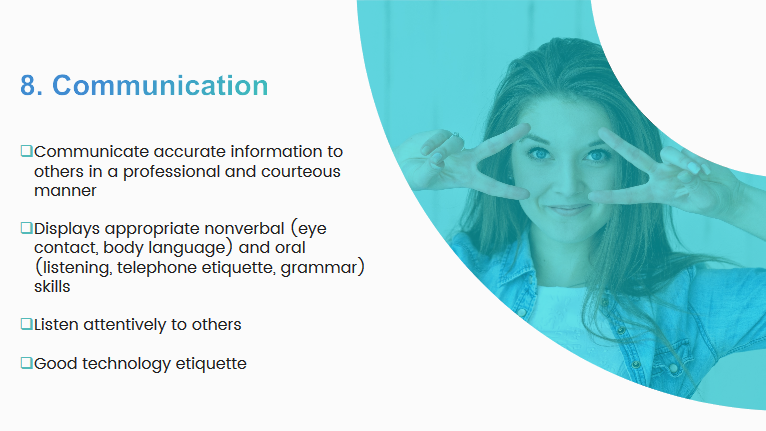 8. Communication
❑Communicate accurate information to
others in a professional and courteous
manner
❑Displays appropriate nonverbal (eye
contact, body language) and oral
(listening, telephone etiquette, grammar)
skills
❑Listen attentively to others
❑Good technology etiquette